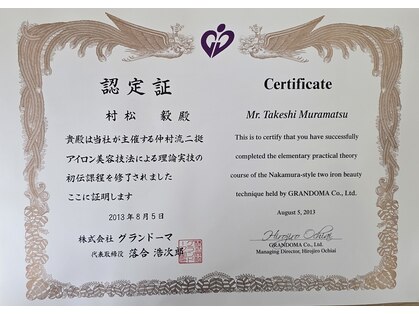 認定証
村松 毅 殿
貴殿は当社が主催する仲村流二挺
アイロン美容技法による理論実技の
初伝課程を修了されました
ここに証明します
2013年8月5日
株式会社 グランドーマ
代表取締役 落合 浩次郎
Certificate
Mr. Takeshi Muramatsu
This is to certify that you have successfully
completed the elementary practical theory
course of the Nakamura-style two iron beauty
technique held by GRANDOMA Co., Ltd.
August 5, 2013
Hirojiro Ochiai
GRANDOMA Co., Ltd.
Managing Director, Hirojiro Ochiai